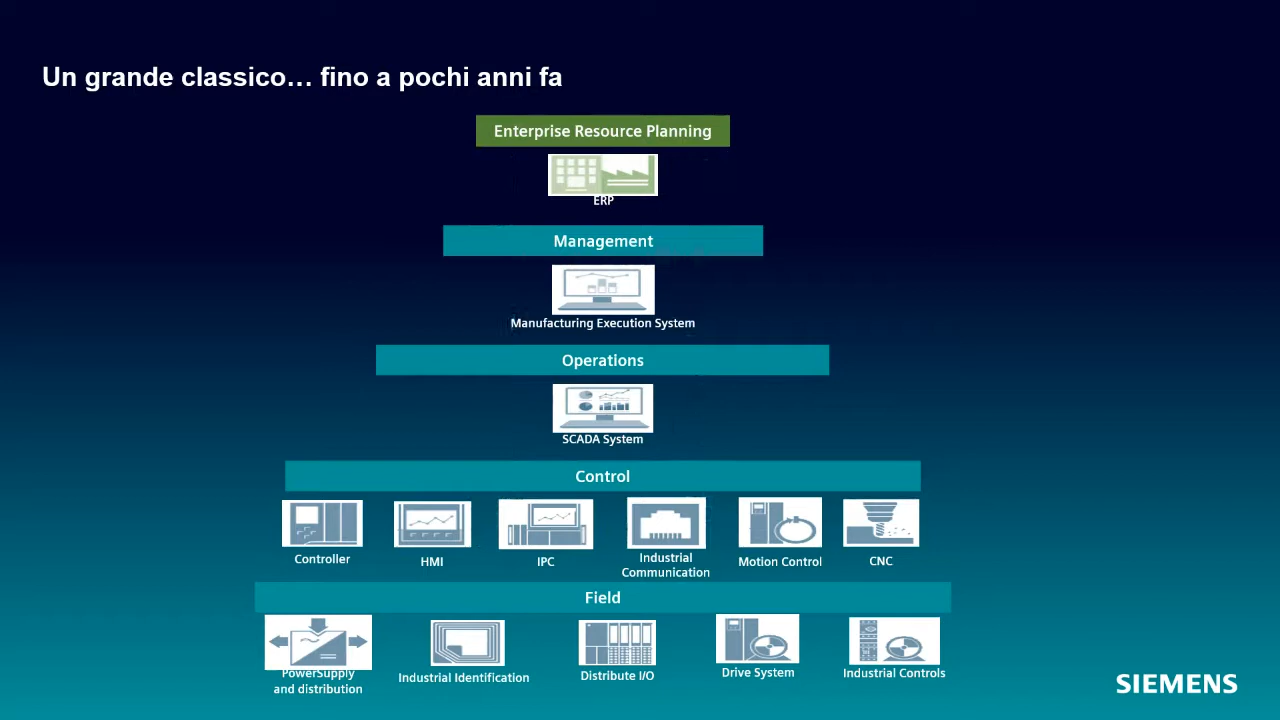 Un grande classico… fino a pochi anni fa
Enterprise Resource Planning
ERP
Management
Manufacturing Execution System
Operations
SCADA System
Control
Controller
HMI
IPC
Industrial
Communication
Motion Control
CNC
Field
PowerSupply
and distribution
Industrial Identification
Distribute I/O
Drive System
Industrial Controls
SIEMENS